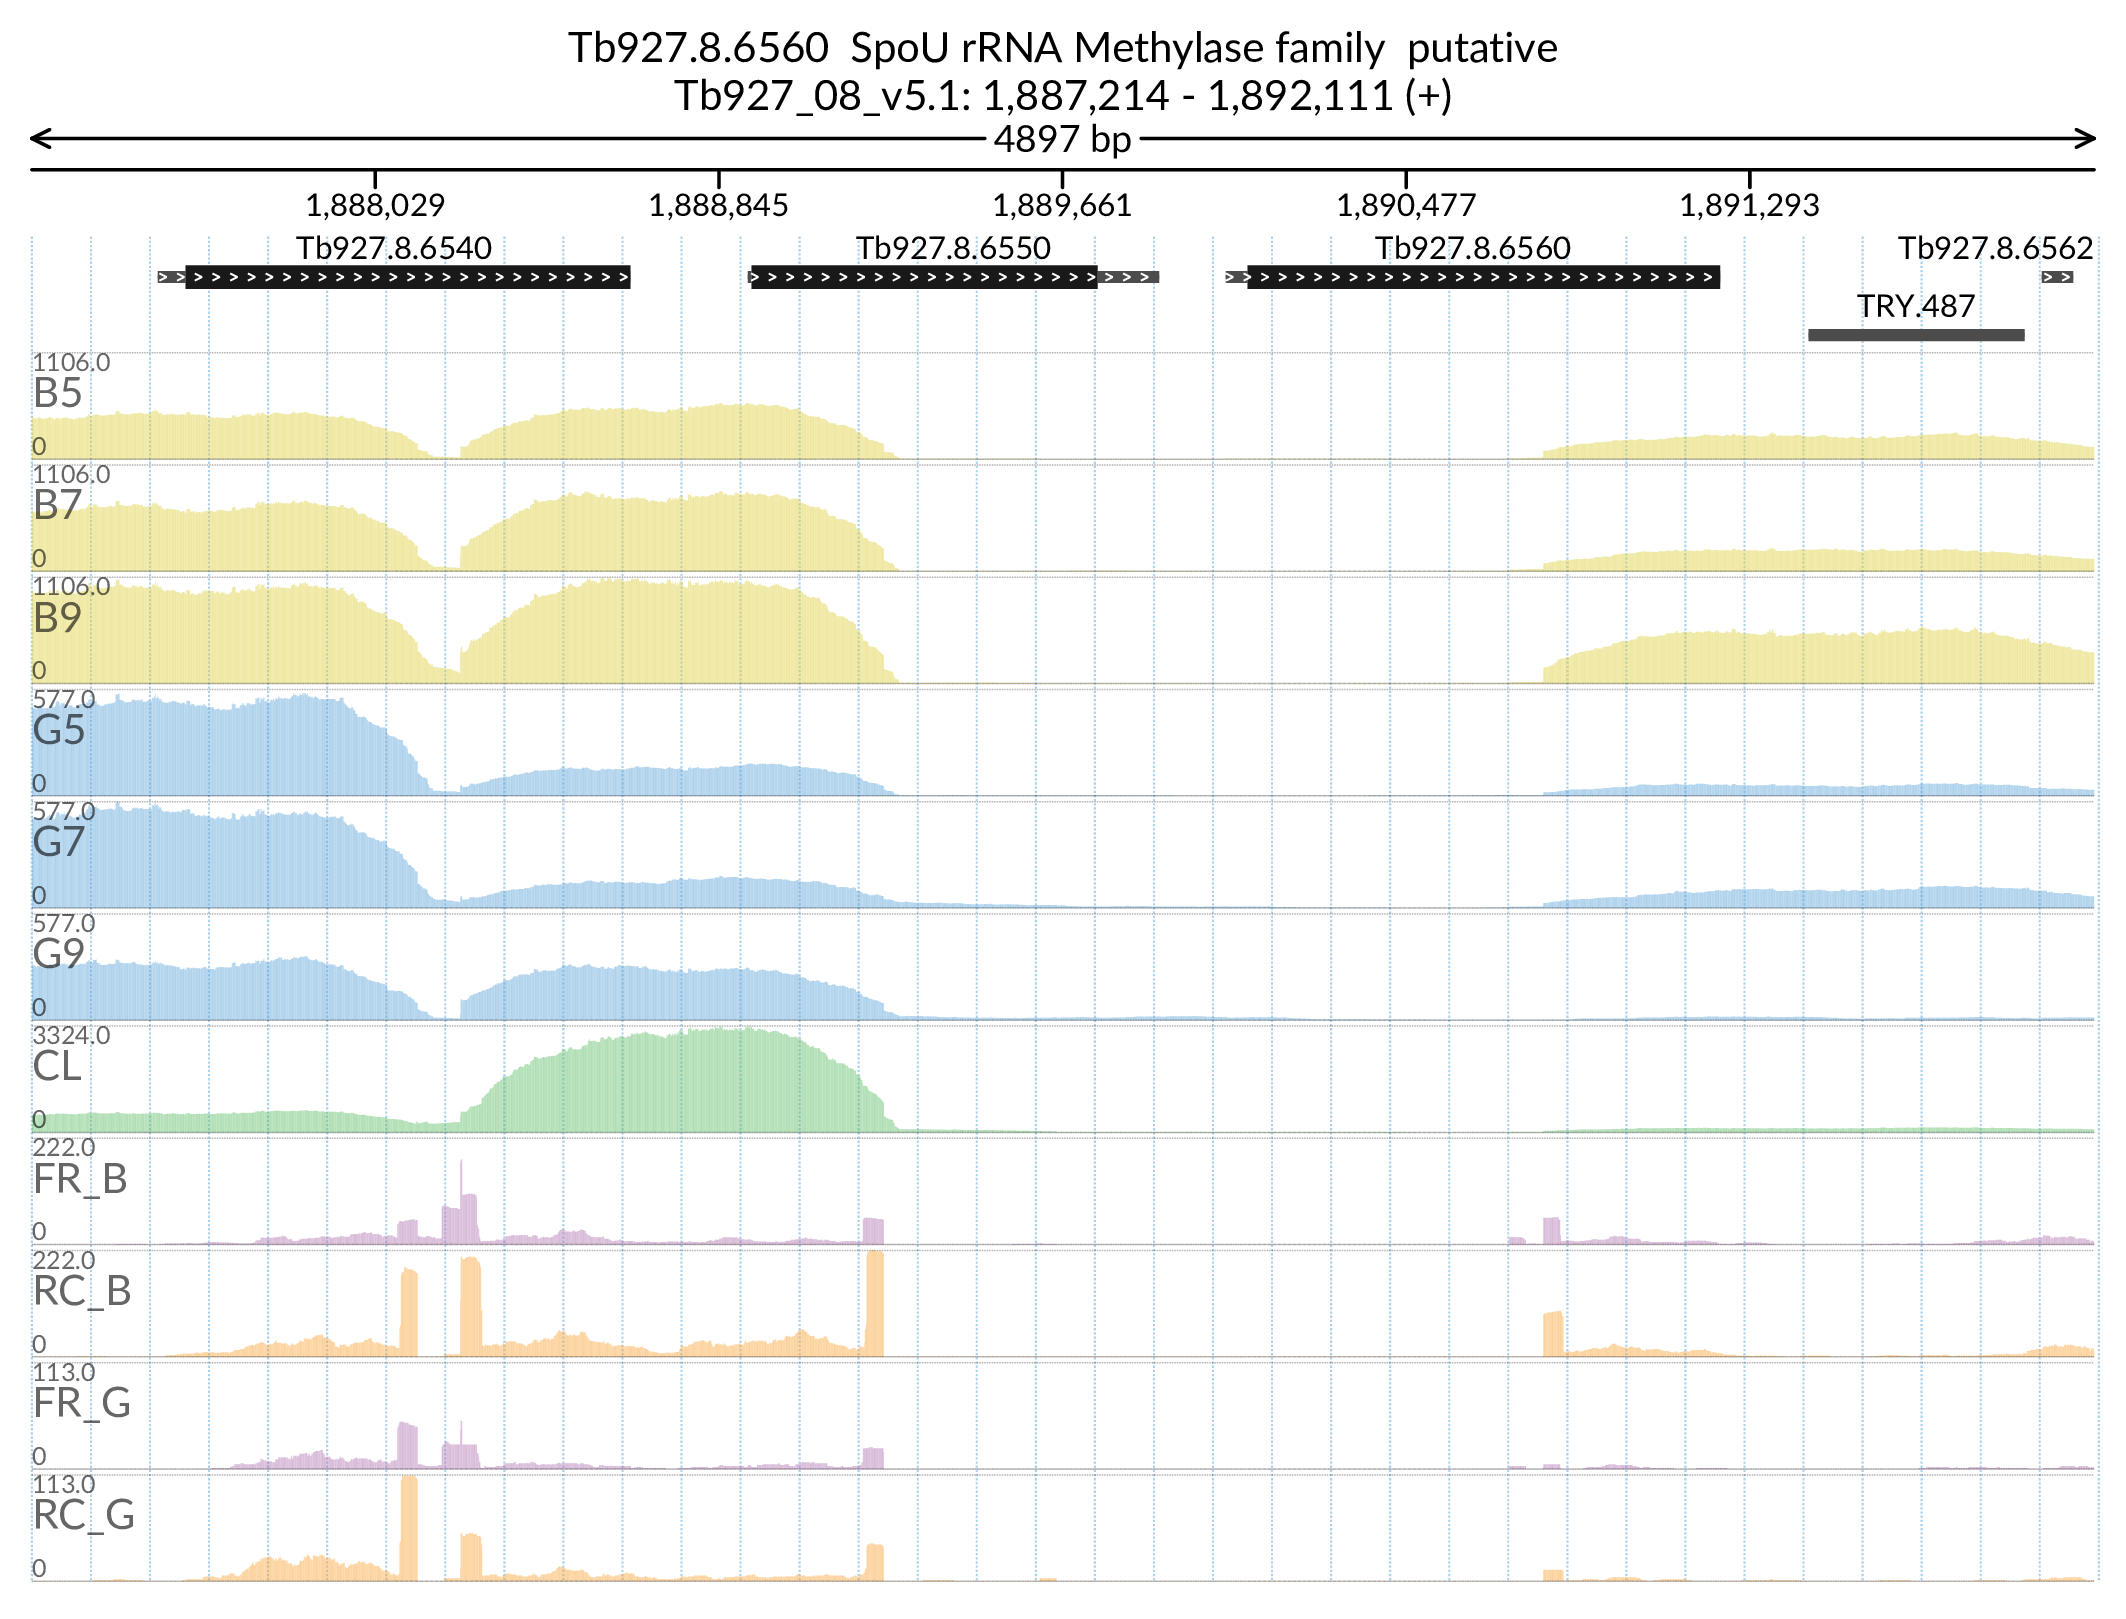 Tb927.8.6560  SpoU rRNA Methylase family  putative
Tb927_08_v5.1: 1,887,214 - 1,892,111 (+)
4897 bp
1,888,029 1,888,845 1,889,661 1,890,477 1,891,293
Tb927.8.6540 Tb927.8.6550 Tb927.8.6560 Tb927.8.6562
TRY.487
1106.0
B5
0
1106.0
B7
0
1106.0
B9
0
577.0
G5
0
577.0
G7
0
577.0
G9
0
3324.0
CL
0
222.0
FR_B
0
222.0
RC_B
0
113.0
FR_G
0
113.0
RC_G
0